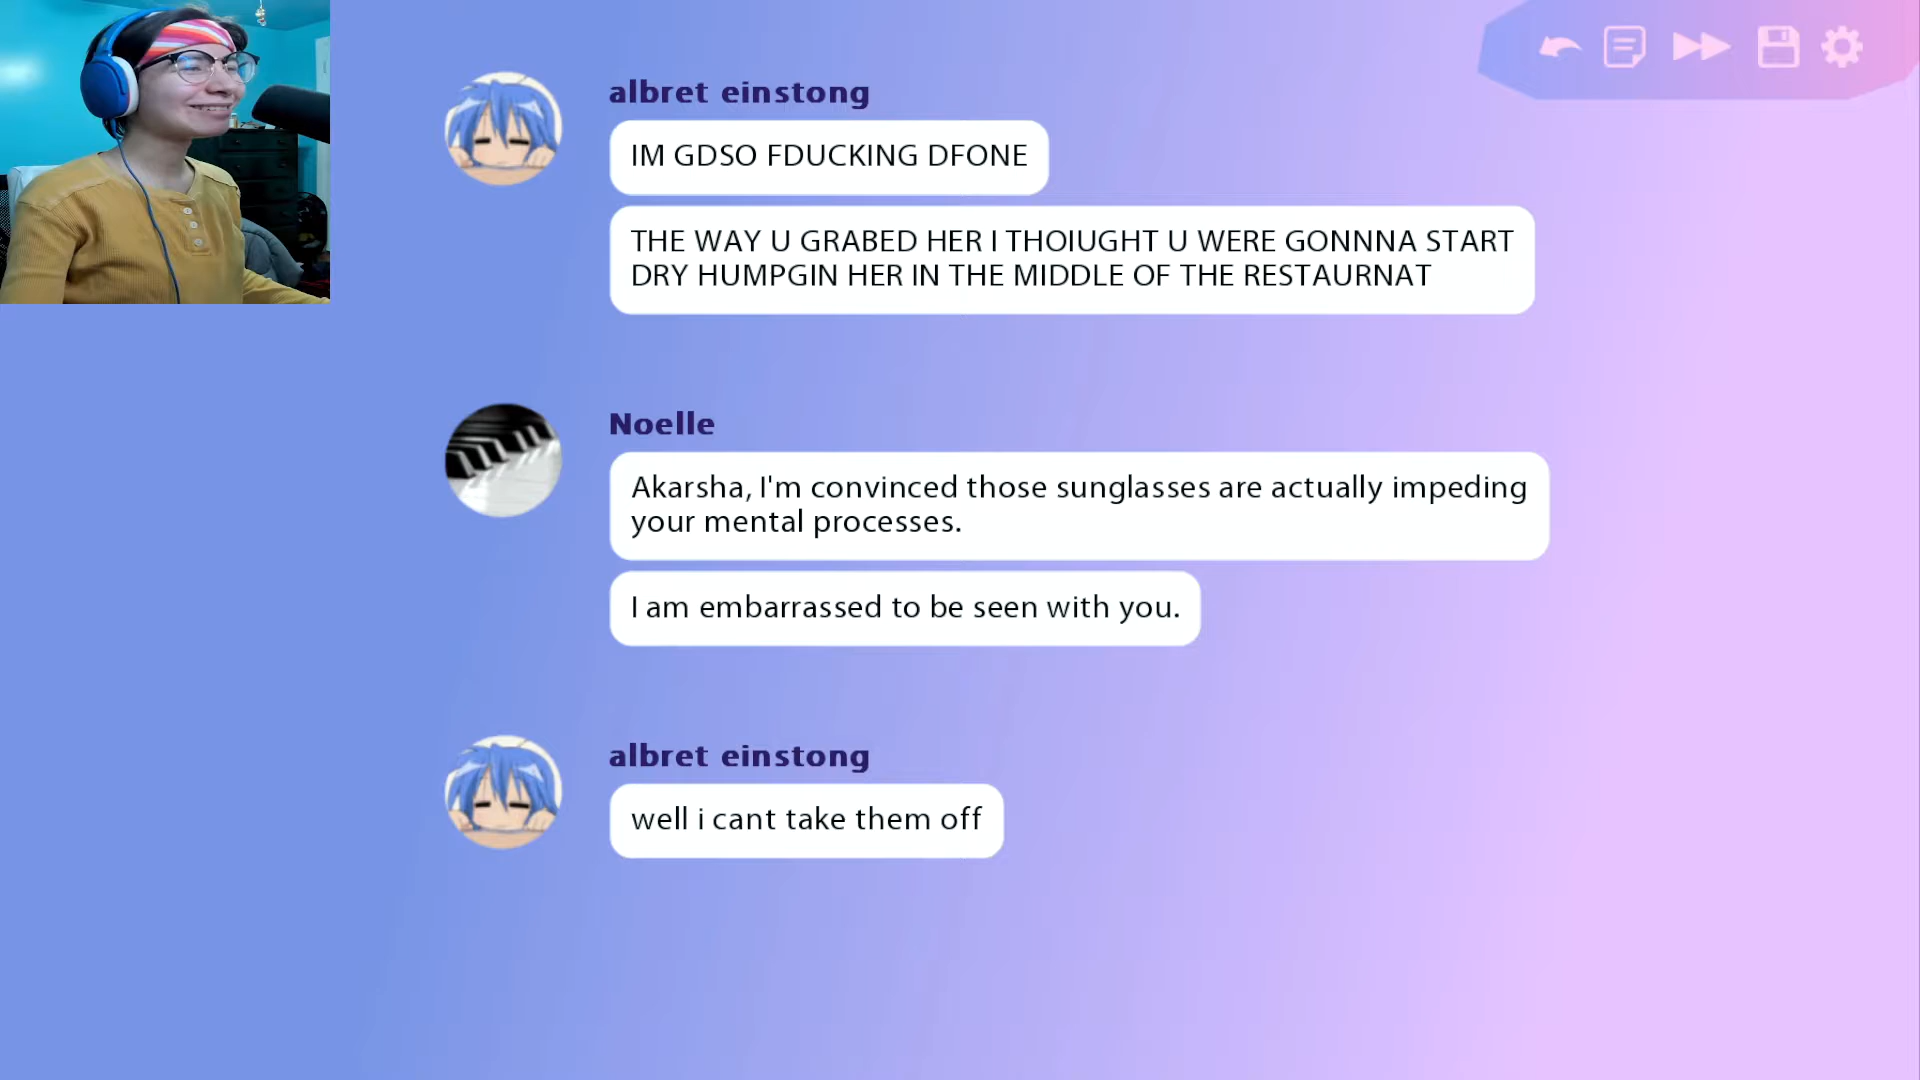 albret einstong
IM GDSO FDUCKING DFONE
THE WAY U GRABED HER I THOIUGHT U WERE GONNNA START
DRY HUMPGIN HER IN THE MIDDLE OF THE RESTAURNAT
Noelle
Akarsha, I'm convinced those sunglasses are actually impeding
your mental processes.
I am embarrassed to be seen with you.
albret einstong
well i cant take them off